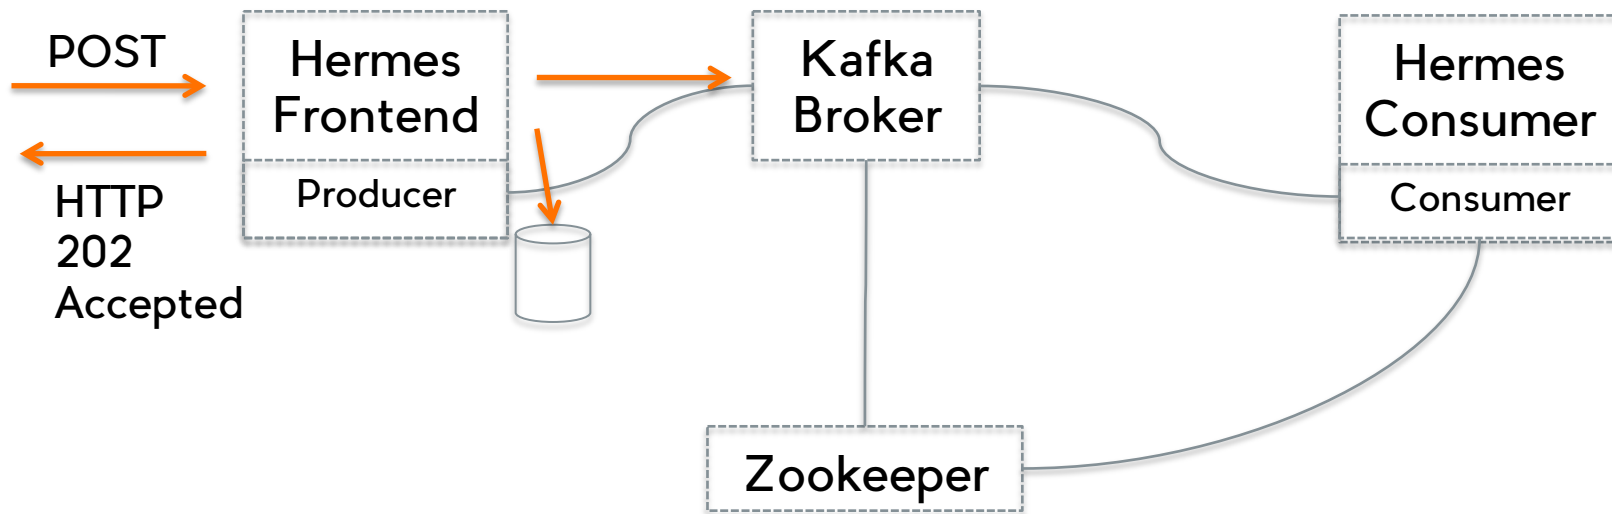 POST
HTTP
202
Accepted
Hermes
Frontend
Producer
Kafka
Broker
Hermes
Consumer
Consumer
Zookeeper